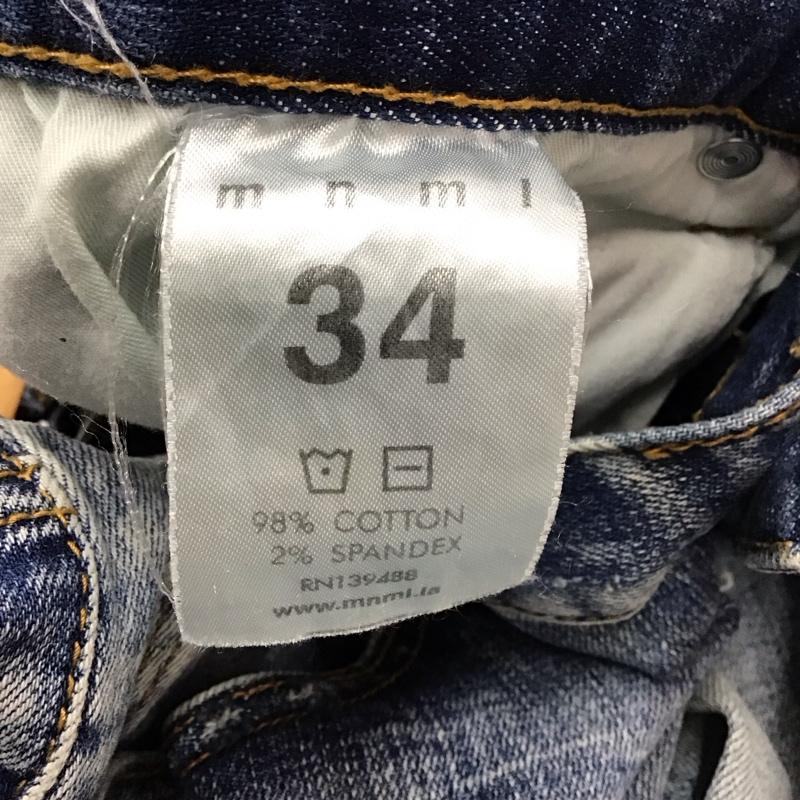 m n m l
34
98% COTTON
2% SPANDEX
RN139488
www.mnml.la